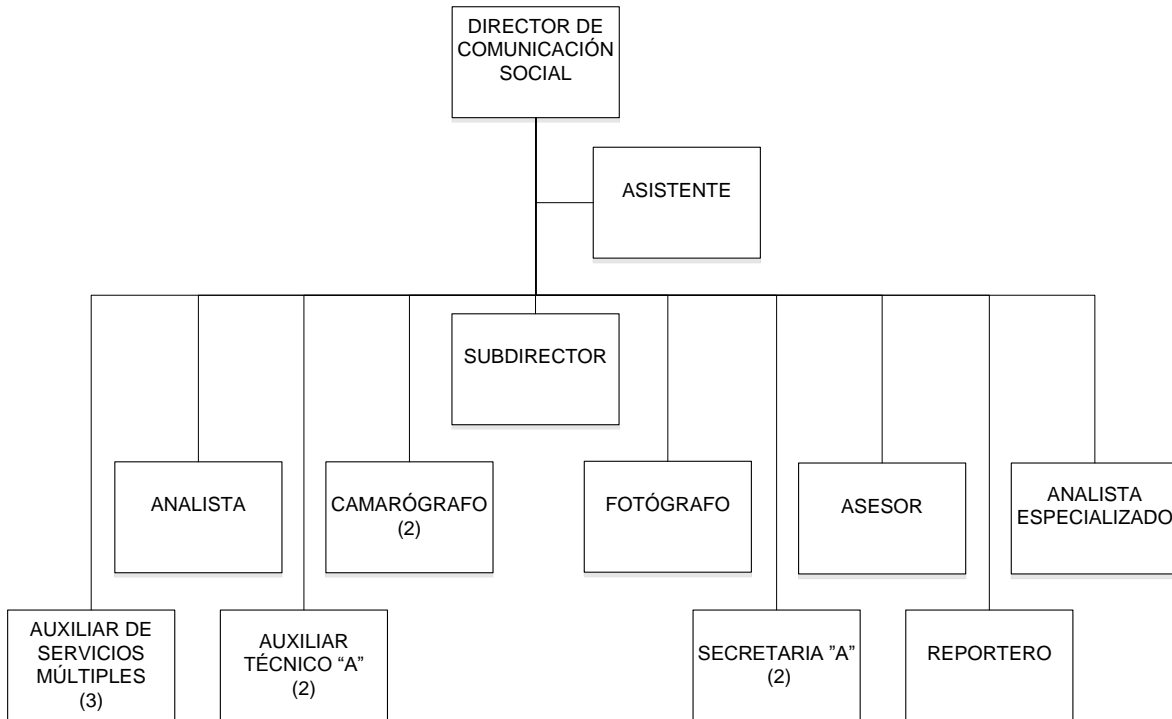 DIRECTOR DE
COMUNICACIÓN
SOCIAL
ASISTENTE
SUBDIRECTOR
ANALISTA
CAMARÓGRAFO
(2)
FOTÓGRAFO
ASESOR
ANALISTA
ESPECIALIZADO
AUXILIAR DE
SERVICIOS
MÚLTIPLES
(3)
AUXILIAR
TÉCNICO “A”
(2)
SECRETARIA ”A”
(2)
REPORTERO